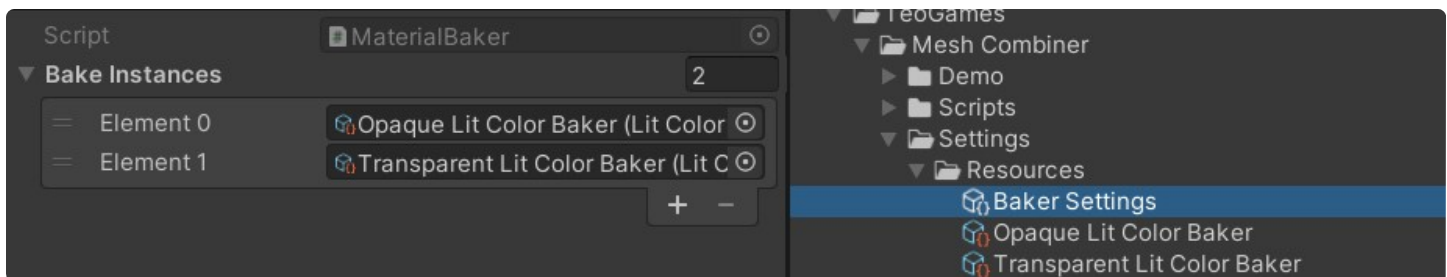 Script MaterialBaker
Bake Instances 2
Element 0 Opaque Lit Color Baker (Lit Color
Element 1 Transparent Lit Color Baker (Lit C
TeoGames
Mesh Combiner
Demo
Scripts
Settings
Resources
Baker Settings
Opaque Lit Color Baker
Transparent Lit Color Baker